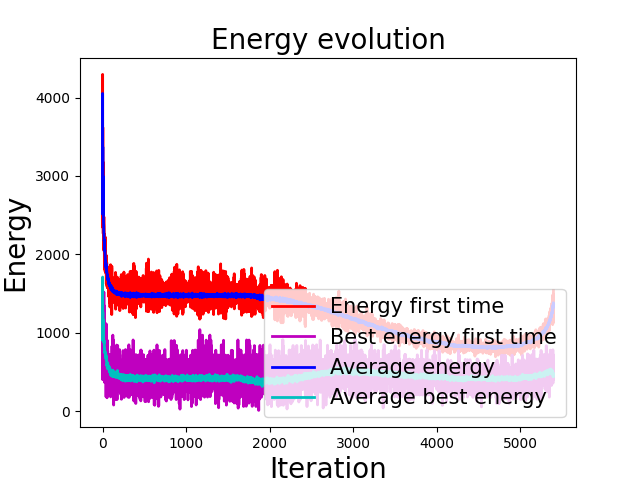 Energy evolution
Energy
4000
3000
2000
1000
0
Energy first time
Best energy first time
Average energy
Average best energy
0 1000 2000 3000 4000 5000
Iteration